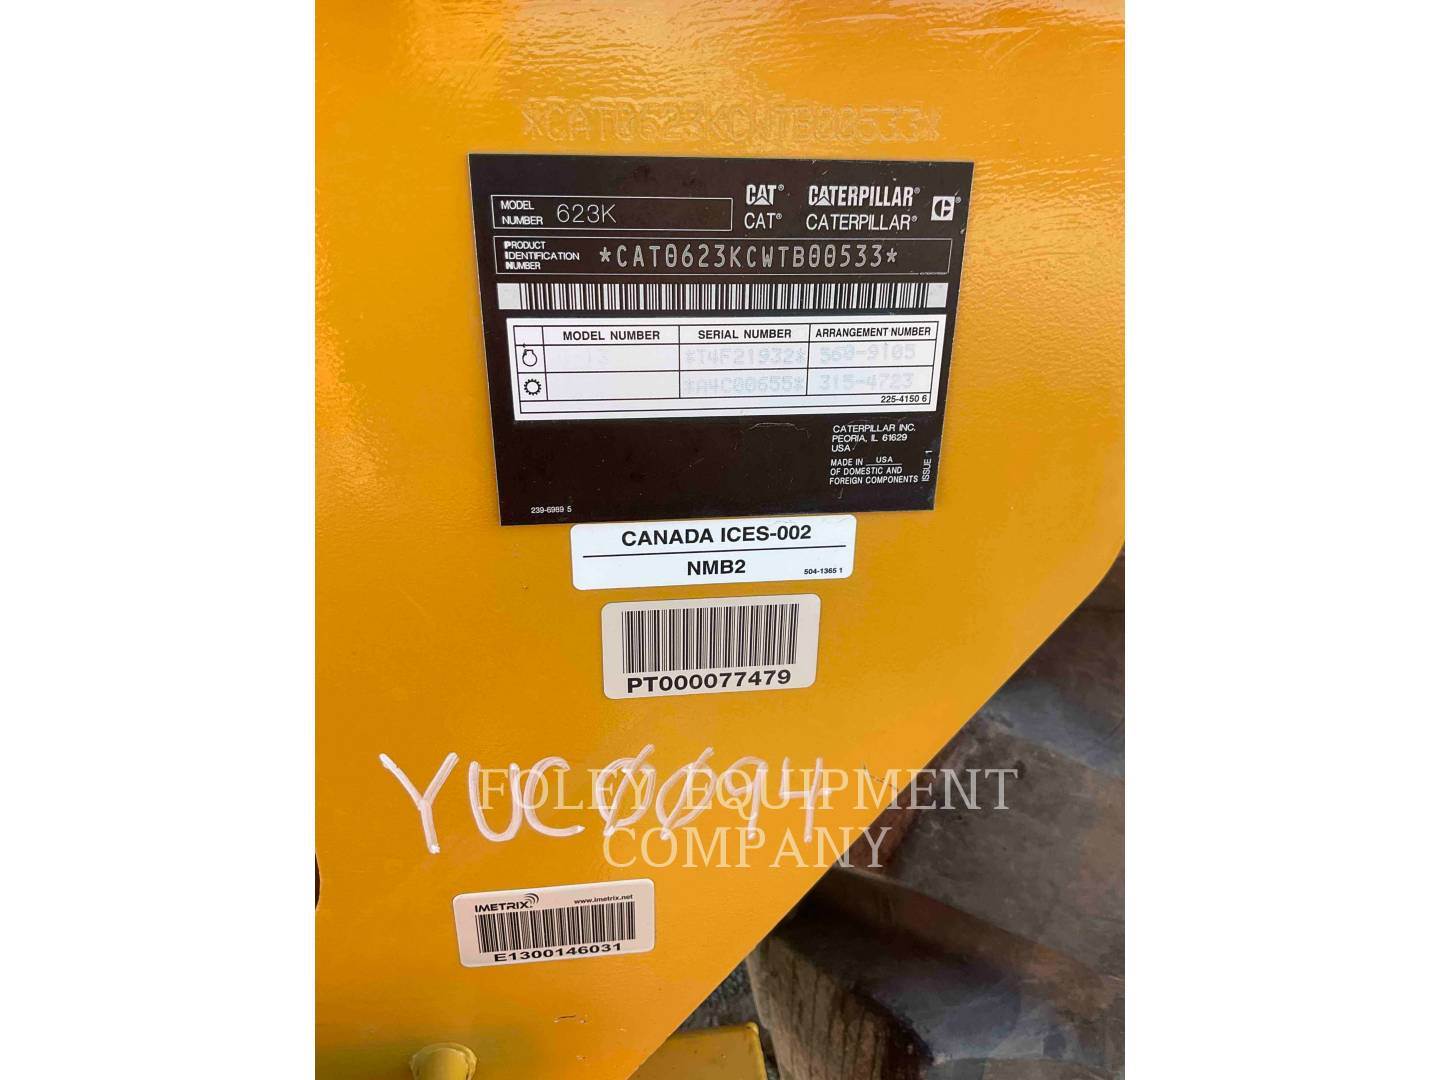 *CAT0623KCWTB00533*
MODEL NUMBER 623K
CAT® CATERPILLAR®
CAT® CATERPILLAR®
PRODUCT IDENTIFICATION NUMBER *CAT0623KCWTB00533*
MODEL NUMBER SERIAL NUMBER ARRANGEMENT NUMBER
*T4F21932* 560-9105
*A4C00655* 315-4723
225-4150 6
CATERPILLAR INC.
PEORIA, IL 61629
USA
MADE IN USA
OF DOMESTIC AND
FOREIGN COMPONENTS
ISSUE 1
239-6989 5
CANADA ICES-002
NMB2
504-1365 1
PT000077479
YUC0094
FOLEY EQUIPMENT
COMPANY
IMETRIX. www.imetrix.net
E1300146031